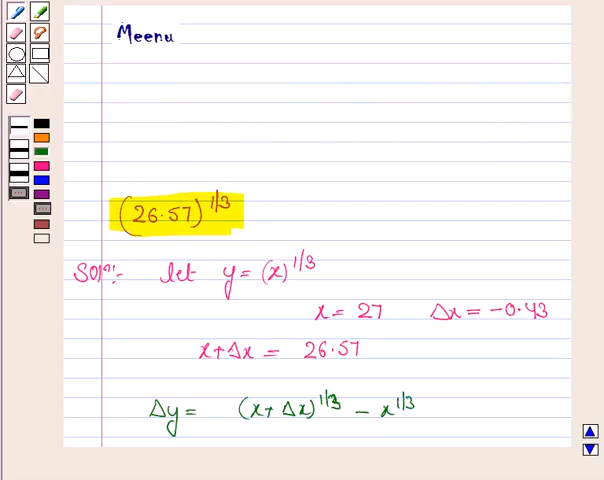 Meenu
(26.57)^1/3
Soln:- let y = (x)^1/3
x = 27 Δx = -0.43
x+Δx = 26.57
Δy = (x+Δx)^1/3 - x^1/3